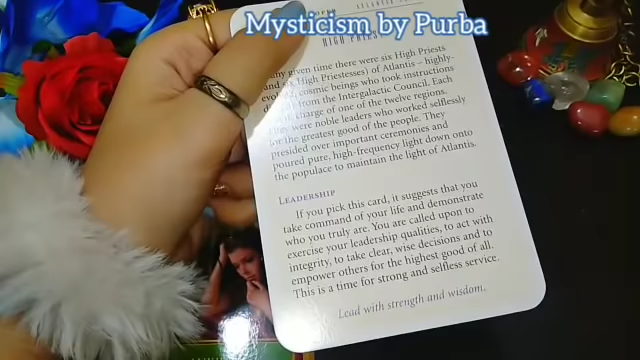 Mysticism by Purba
HIGH PRIEST
given time there were six High Priests
and six High Priestesses) of Atlantis – highly-
cosmic beings who took instructions
from the Intergalactic Council. Each
charge of one of the twelve regions.
They were noble leaders who worked selflessly
for the greatest good of the people. They
presided over important ceremonies and
poured pure, high-frequency light down onto
the populace to maintain the light of Atlantis.
LEADERSHIP
If you pick this card, it suggests that you
take command of your life and demonstrate
who you truly are. You are called upon to
exercise your leadership qualities, to act with
integrity, to take clear, wise decisions and to
empower others for the highest good of all.
This is a time for strong and selfless service.
Lead with strength and wisdom.